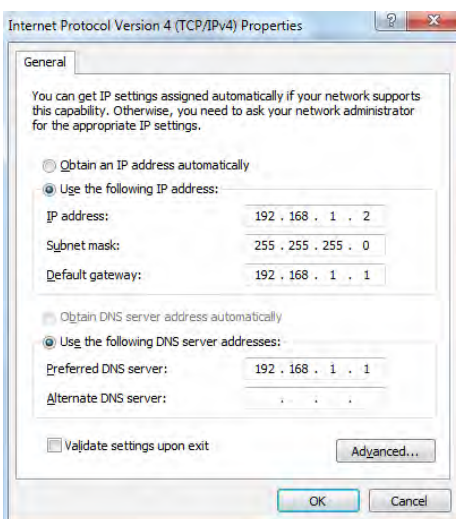 Internet Protocol Version 4 (TCP/IPv4) Properties
General
You can get IP settings assigned automatically if your network supports
this capability. Otherwise, you need to ask your network administrator
for the appropriate IP settings.
Obtain an IP address automatically
Use the following IP address:
IP address: 192 . 168 . 1 . 2
Subnet mask: 255 . 255 . 255 . 0
Default gateway: 192 . 168 . 1 . 1
Obtain DNS server address automatically
Use the following DNS server addresses:
Preferred DNS server: 192 . 168 . 1 . 1
Alternate DNS server: . . .
Validate settings upon exit
Advanced...
OK Cancel